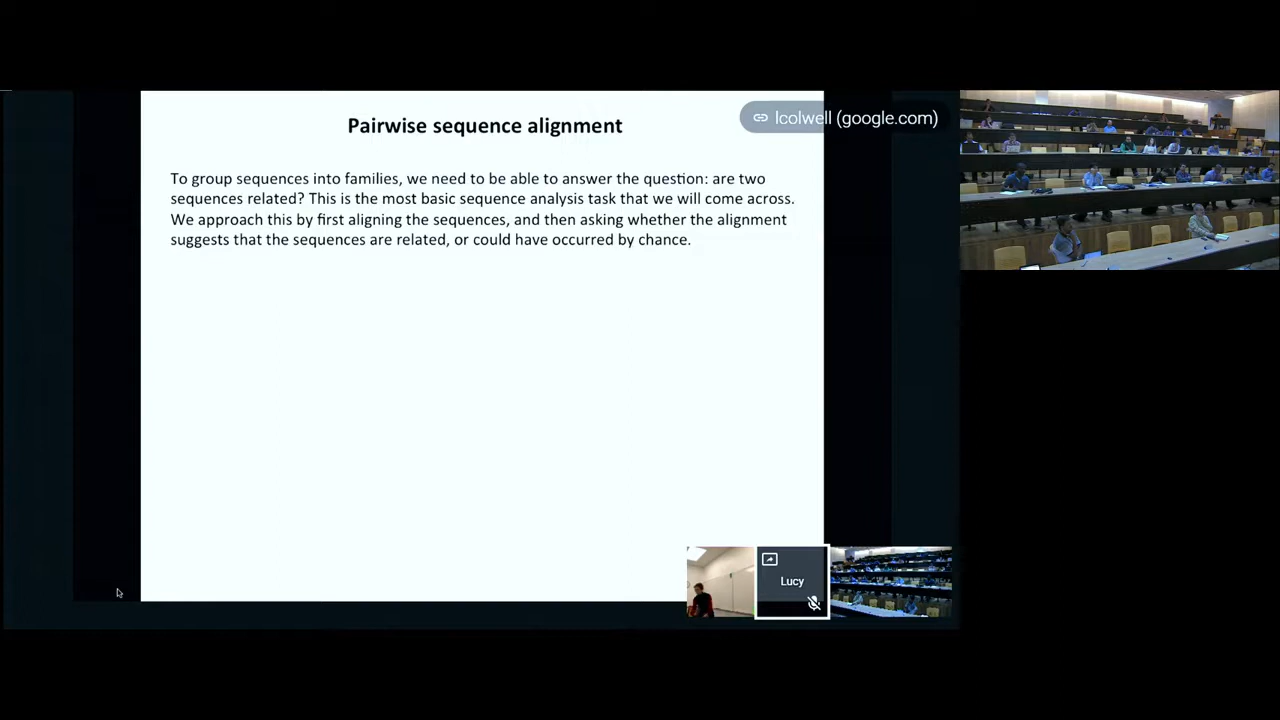 Pairwise sequence alignment
lcolwell (google.com)
To group sequences into families, we need to be able to answer the question: are two
sequences related? This is the most basic sequence analysis task that we will come across.
We approach this by first aligning the sequences, and then asking whether the alignment
suggests that the sequences are related, or could have occurred by chance.
Lucy